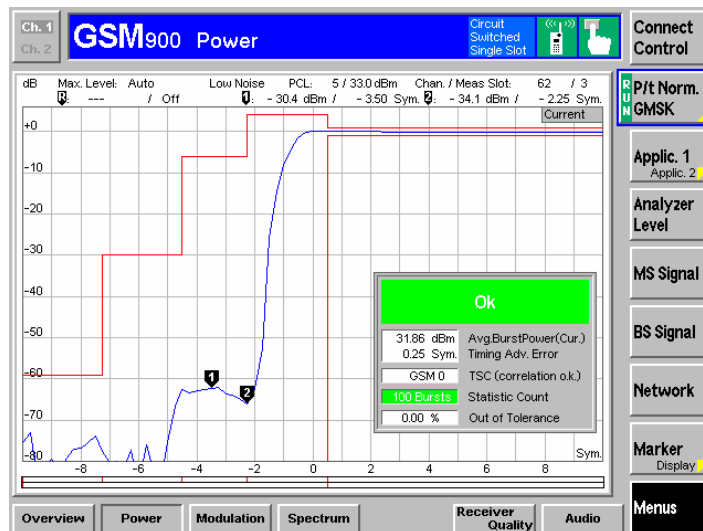 Ch. 1
Ch. 2
GSM900 Power
Circuit
Switched
Single Slot
Connect
Control
dB Max. Level: Auto Low Noise PCL: 5 / 33.0 dBm Chan. / Meas Slot: 62 / 3
R: --- / Off 1: - 30.4 dBm / - 3.50 Sym. 2: - 34.1 dBm / - 2.25 Sym.
Current
+0
-10
-20
-30
-40
-50
-60
-70
-80
1
2
Ok
31.86 dBm Avg.BurstPower(Cur.)
0.25 Sym. Timing Adv. Error
GSM 0 TSC (correlation o.k.)
100 Bursts Statistic Count
0.00 % Out of Tolerance
Sym.
-8 -6 -4 -2 0 2 4 6 8
RUN
P/t Norm.
GMSK
Applic. 1
Applic. 2
Analyzer
Level
MS Signal
BS Signal
Network
Marker
Display
Menus
Overview Power Modulation Spectrum Receiver Quality Audio